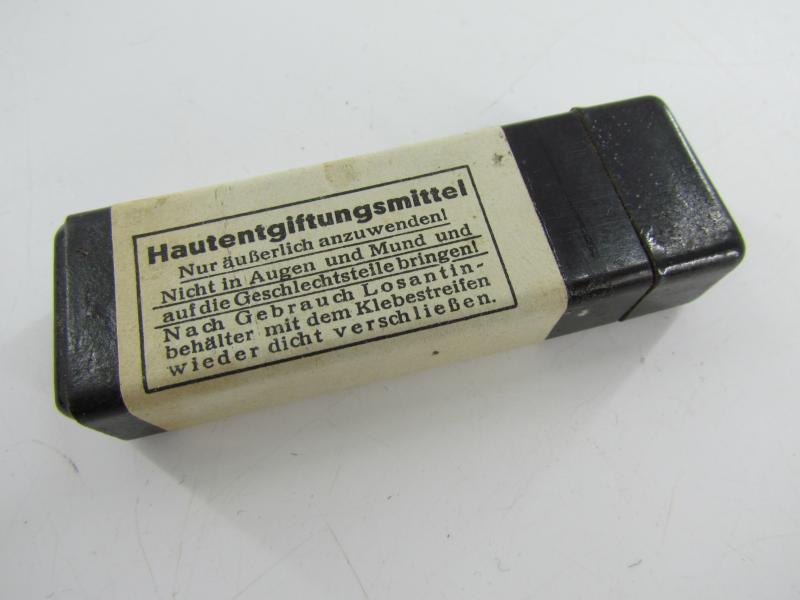 Hautentgiftungsmittel
Nur äußerlich anzuwenden!
Nicht in Augen und Mund und
auf die Geschlechtsteile bringen!
Nach Gebrauch Losantin-
behälter mit dem Klebestreifen
wieder dicht verschließen.